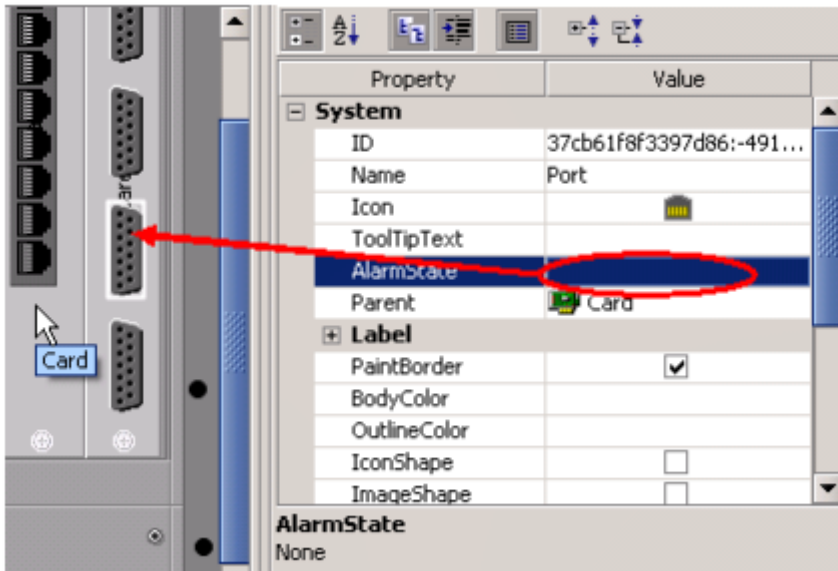 Card
Property Value
System
ID 37cb61f8f3397d86:-491...
Name Port
Icon
ToolTipText
AlarmState
Parent Card
Label
PaintBorder
BodyColor
OutlineColor
IconShape
ImageShape
AlarmState
None